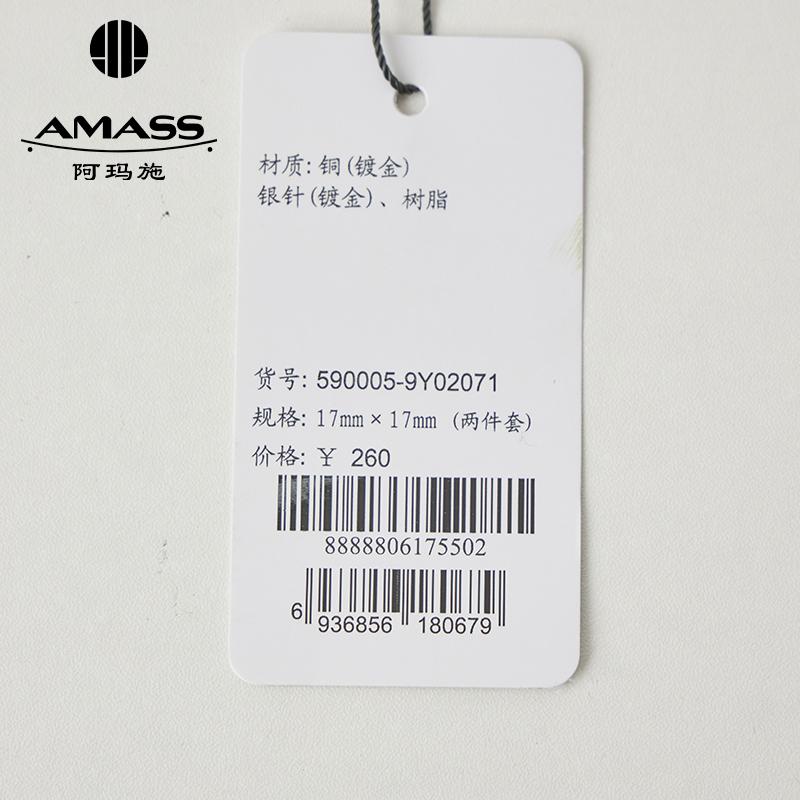 AMASS
阿玛施
材质: 铜(镀金)
银针(镀金)、树脂
货号: 590005-9Y02071
规格: 17mm×17mm (两件套)
价格: ¥ 260
8888806175502
6 936856 180679